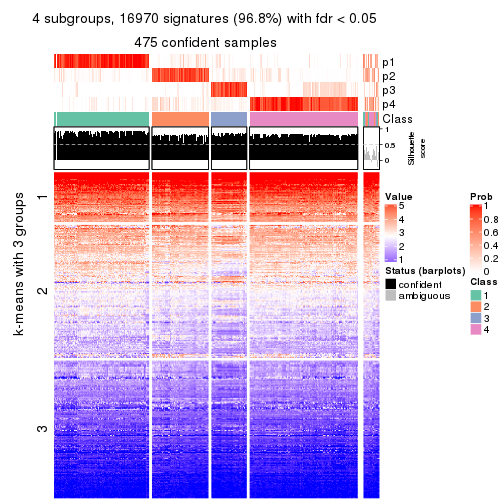 4 subgroups, 16970 signatures (96.8%) with fdr < 0.05
475 confident samples
p1
p2
p3
p4
Class
1
0.5
0
Silhouette
score
k-means with 3 groups
1
2
3
Value
5
4
3
2
1
Status (barplots)
confident
ambiguous
Prob
1
0.8
0.6
0.4
0.2
0
Class
1
2
3
4